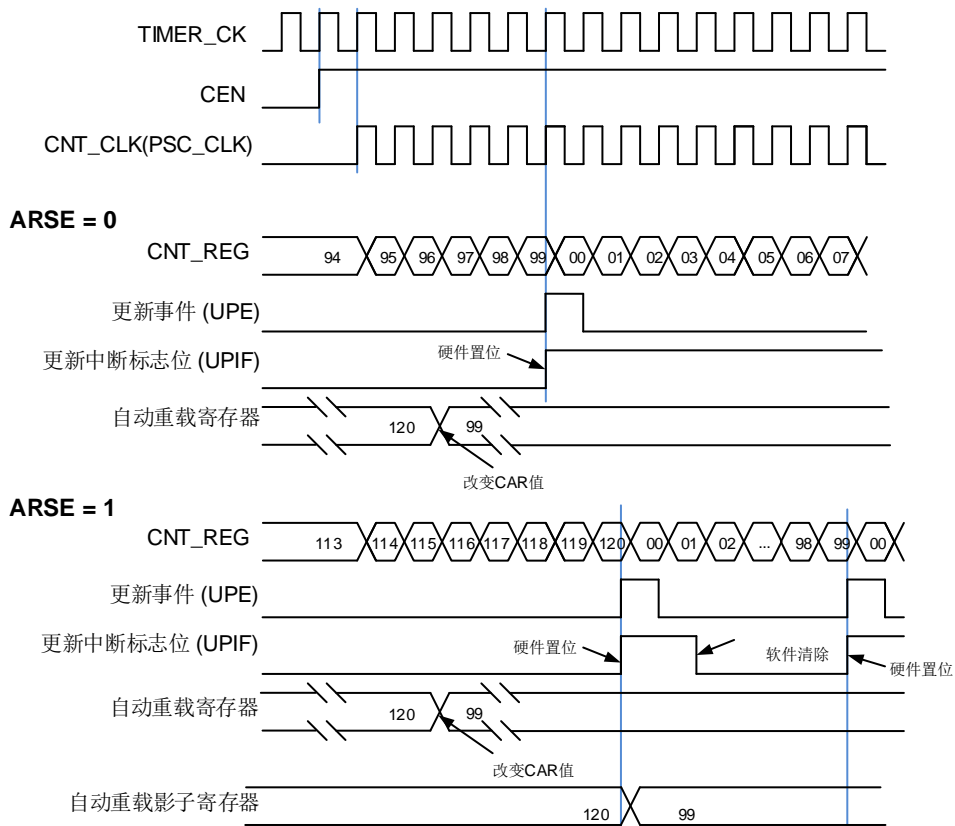 TIMER_CK
CEN
CNT_CLK(PSC_CLK)
ARSE = 0
CNT_REG 94 95 96 97 98 99 00 01 02 03 04 05 06 07
更新事件 (UPE)
更新中断标志位 (UPIF) 硬件置位
自动重载寄存器 120 99
改变CAR值
ARSE = 1
CNT_REG 113 114 115 116 117 118 119 120 00 01 02 ... 98 99 00
更新事件 (UPE)
更新中断标志位 (UPIF) 硬件置位 软件清除 硬件置位
自动重载寄存器 120 99
改变CAR值
自动重载影子寄存器 120 99